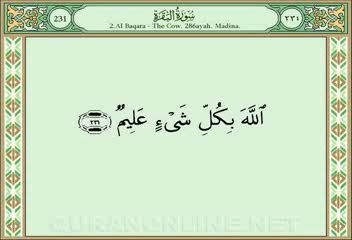 231 سُورَةُ البَقَرَةِ ٢٣١
2.Al Baqara - The Cow. 286ayah. Madina.
ٱللَّهَ بِكُلِّ شَىْءٍ عَلِيمٌ ٢٣١
QURANONLINE.NET